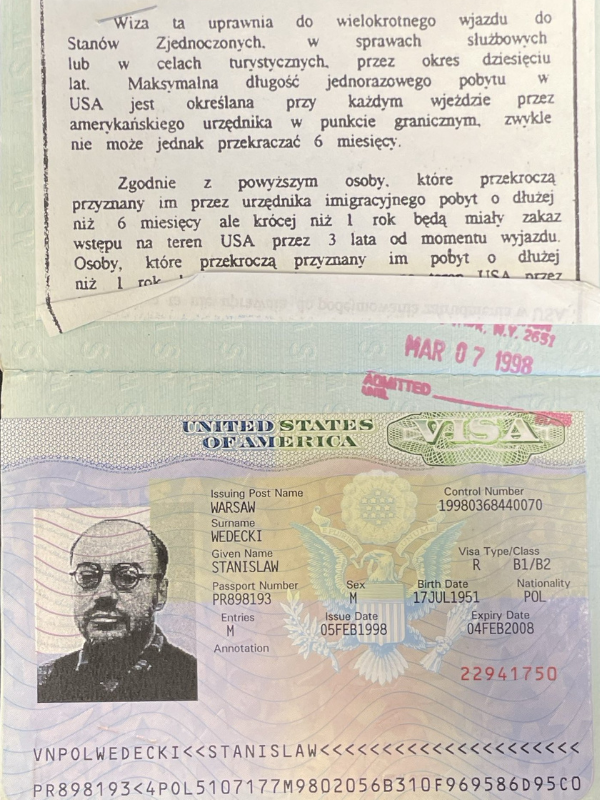 Wiza ta uprawnia do wielokrotnego wjazdu do
Stanów Zjednoczonych, w sprawach służbowych
lub w celach turystycznych, przez okres dziesięciu
lat. Maksymalna długość jednorazowego pobytu w
USA jest określana przy każdym wjeździe przez
amerykańskiego urzędnika w punkcie granicznym, zwykle
nie może jednak przekraczać 6 miesięcy.
Zgodnie z powyższym osoby, które przekroczą
przyznany im przez urzędnika imigracyjnego pobyt o dłużej
niż 6 miesięcy ale krócej niż 1 rok będą miały zakaz
wstępu na teren USA przez 3 lata od momentu wyjazdu.
Osoby, które przekroczą przyznany im pobyt o dłużej
niż 1 rok teren USA przez
do podejmowania zatrudnienia w USA.
N.Y. 2651
MAR 07 1998
ADMITTED
UNTIL
UNITED STATES
OF AMERICA
VISA
Issuing Post Name
WARSAW
Control Number
19980368440070
Surname
WEDECKI
Given Name
STANISLAW
Visa Type/Class
R B1/B2
Passport Number
PR898193
Sex
M
Birth Date
17JUL1951
Nationality
POL
Entries
M
Issue Date
05FEB1998
Expiry Date
04FEB2008
Annotation
22941750
VNPOLWEDECKI<<STANISLAW<<<<<<<<<<<<<<<<<<<<<
PR898193<4POL5107177M9802056B310F969586D95C0